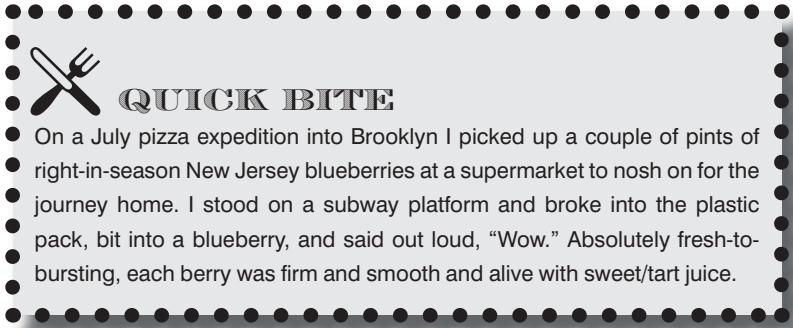 QUICK BITE
On a July pizza expedition into Brooklyn I picked up a couple of pints of
right-in-season New Jersey blueberries at a supermarket to nosh on for the
journey home. I stood on a subway platform and broke into the plastic
pack, bit into a blueberry, and said out loud, “Wow.” Absolutely fresh-to-
bursting, each berry was firm and smooth and alive with sweet/tart juice.